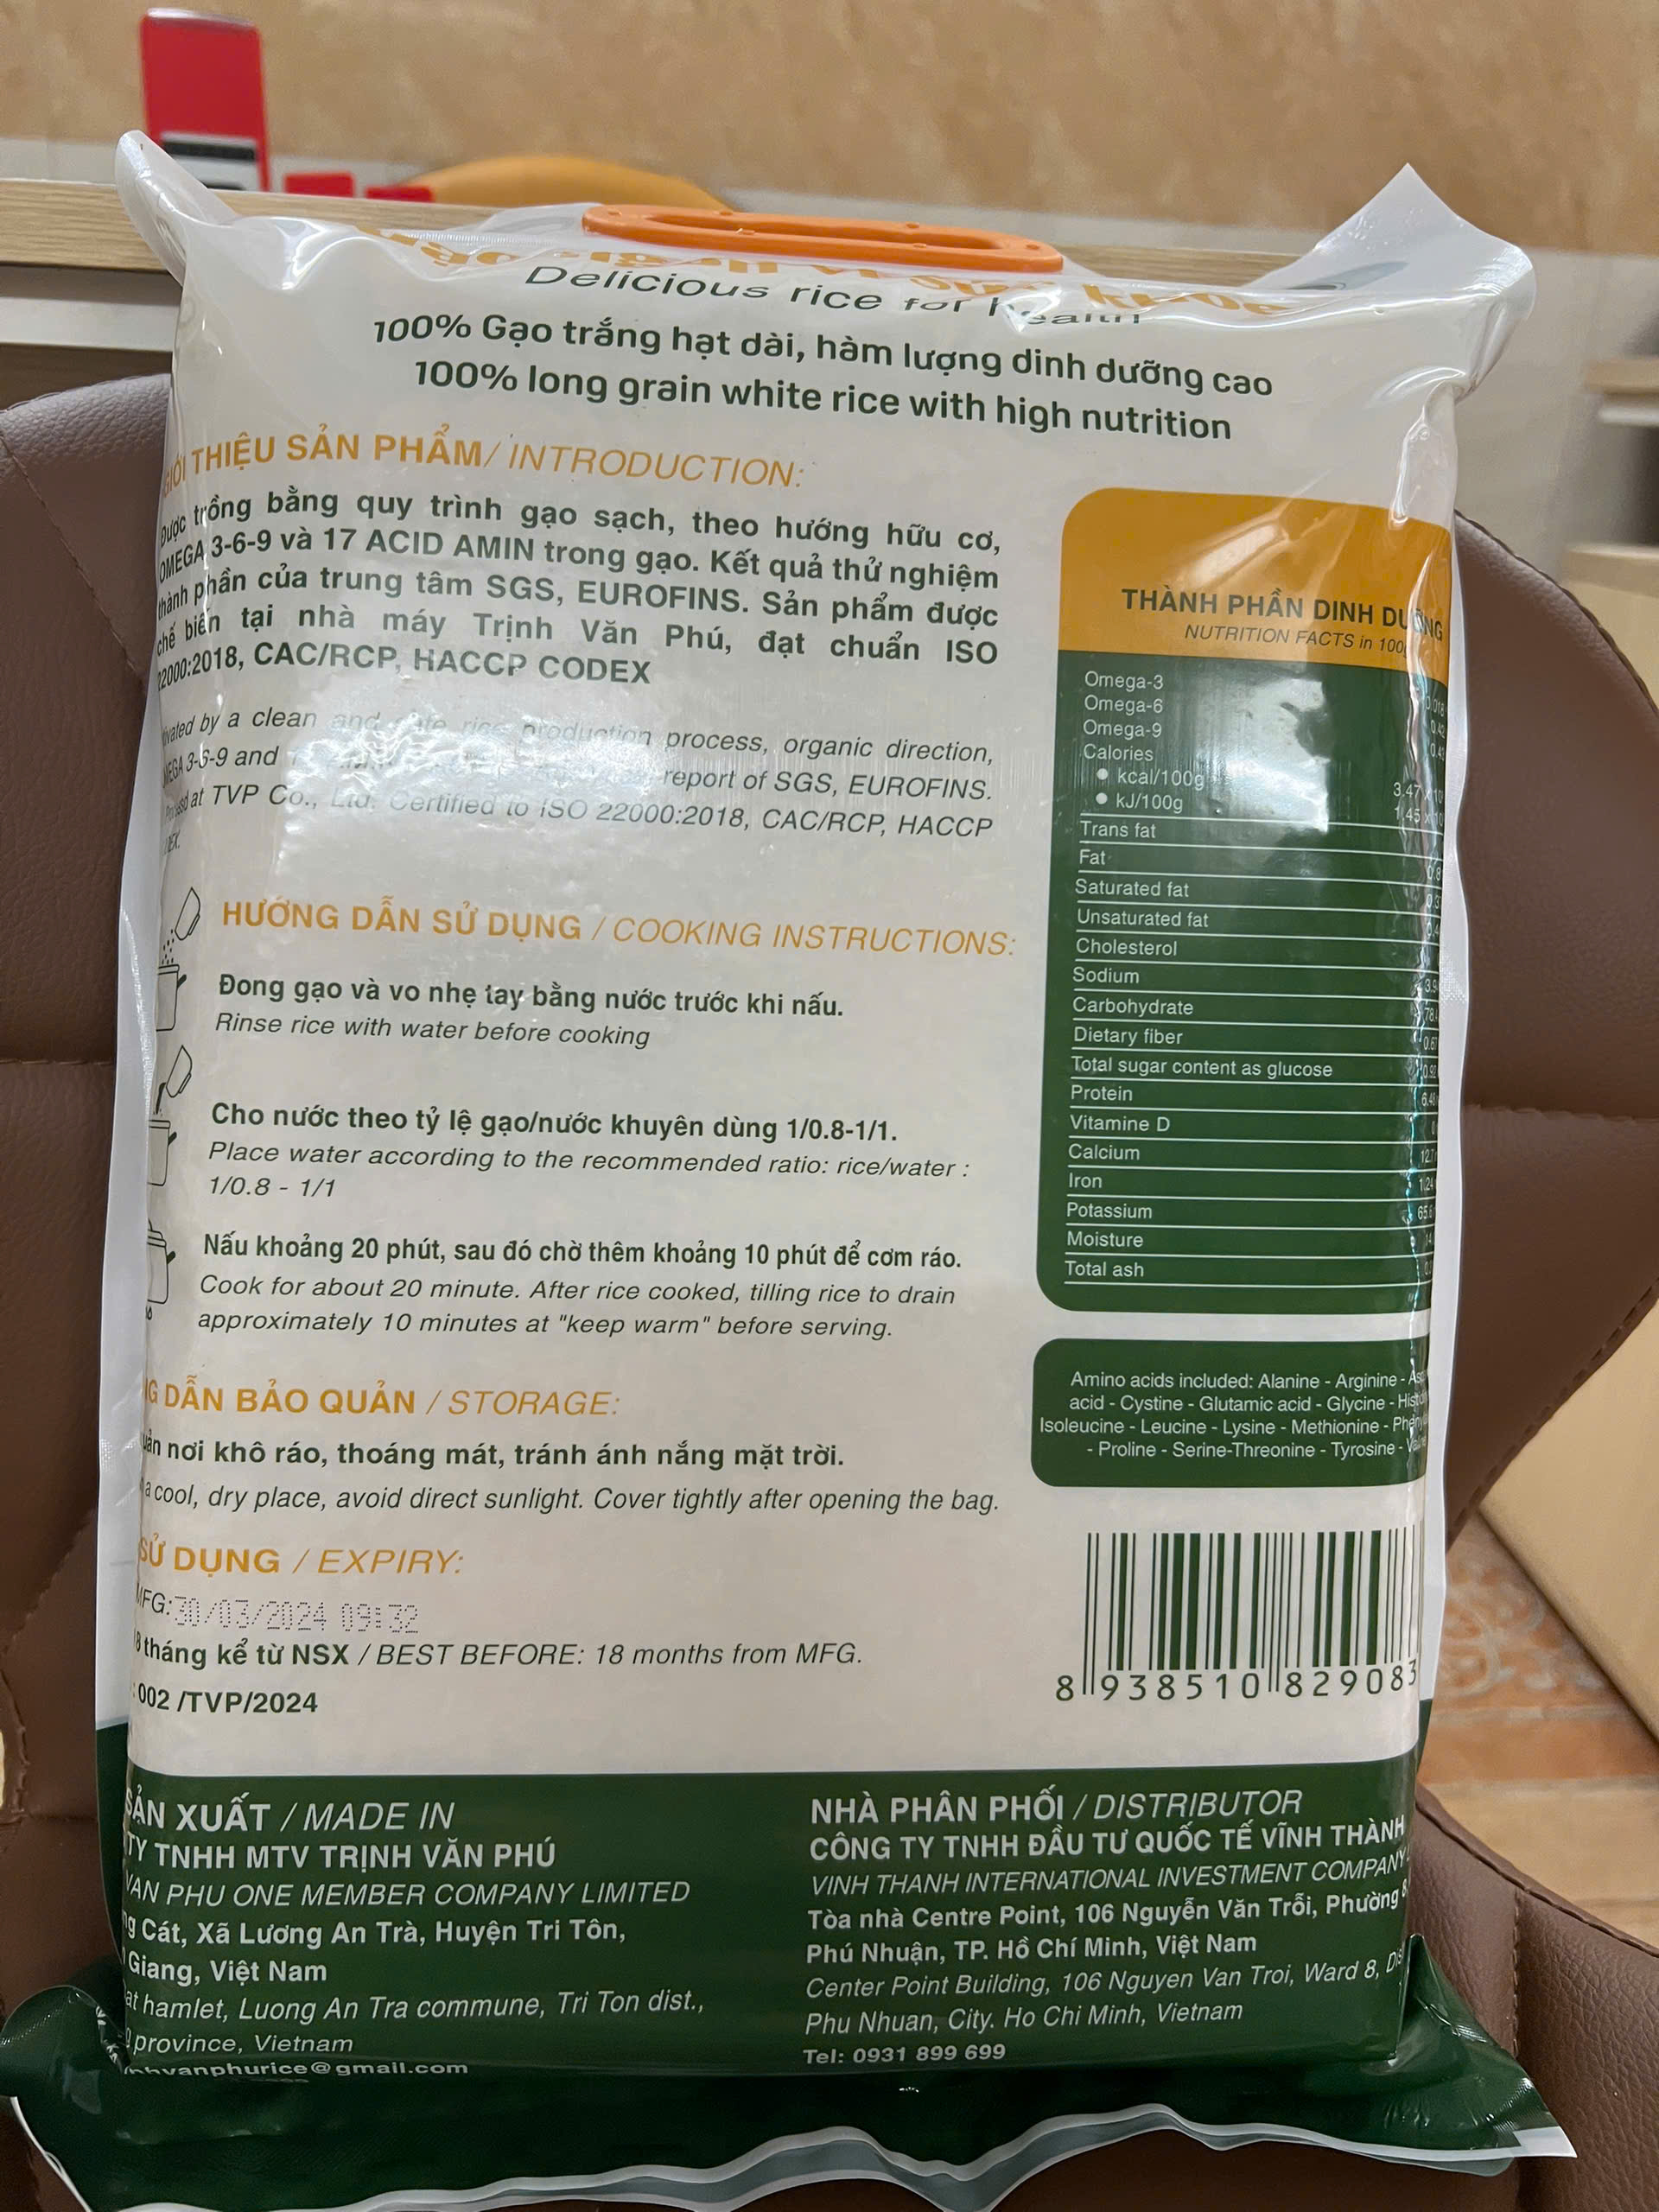 Delicious rice for health
100% Gạo trắng hạt dài, hàm lượng dinh dưỡng cao
100% long grain white rice with high nutrition
GIỚI THIỆU SẢN PHẨM/ INTRODUCTION:
Được trồng bằng quy trình gạo sạch, theo hướng hữu cơ,
OMEGA 3-6-9 và 17 ACID AMIN trong gạo. Kết quả thử nghiệm
thành phần của trung tâm SGS, EUROFINS. Sản phẩm được
chế biến tại nhà máy Trịnh Văn Phú, đạt chuẩn ISO
22000:2018, CAC/RCP, HACCP CODEX
by a clean and safe rice production process, organic direction,
3-6-9 and report of SGS, EUROFINS.
at TVP Co., Ltd. Certified to ISO 22000:2018, CAC/RCP, HACCP
HƯỚNG DẪN SỬ DỤNG / COOKING INSTRUCTIONS:
Đong gạo và vo nhẹ tay bằng nước trước khi nấu.
Rinse rice with water before cooking
Cho nước theo tỷ lệ gạo/nước khuyên dùng 1/0.8-1/1.
Place water according to the recommended ratio: rice/water :
1/0.8 - 1/1
Nấu khoảng 20 phút, sau đó chờ thêm khoảng 10 phút để cơm ráo.
Cook for about 20 minute. After rice cooked, tilling rice to drain
approximately 10 minutes at "keep warm" before serving.
DẪN BẢO QUẢN / STORAGE:
nơi khô ráo, thoáng mát, tránh ánh nắng mặt trời.
a cool, dry place, avoid direct sunlight. Cover tightly after opening the bag.
SỬ DỤNG / EXPIRY:
MFG: 30/03/2024 09:32
tháng kể từ NSX / BEST BEFORE: 18 months from MFG.
002 /TVP/2024
THÀNH PHẦN DINH DƯỠNG
NUTRITION FACTS in 100g
Omega-3
Omega-6
Omega-9
Calories
• kcal/100g
• kJ/100g
Trans fat
Fat
Saturated fat
Unsaturated fat
Cholesterol
Sodium
Carbohydrate
Dietary fiber
Total sugar content as glucose
Protein
Vitamine D
Calcium
Iron
Potassium
Moisture
Total ash
Amino acids included: Alanine - Arginine -
acid - Cystine - Glutamic acid - Glycine -
Isoleucine - Leucine - Lysine - Methionine -
- Proline - Serine-Threonine - Tyrosine -
8 938510 829083
SẢN XUẤT / MADE IN
TY TNHH MTV TRỊNH VĂN PHÚ
VAN PHU ONE MEMBER COMPANY LIMITED
Cát, Xã Lương An Trà, Huyện Tri Tôn,
Giang, Việt Nam
hamlet, Luong An Tra commune, Tri Ton dist.,
province, Vietnam
NHÀ PHÂN PHỐI / DISTRIBUTOR
CÔNG TY TNHH ĐẦU TƯ QUỐC TẾ VĨNH THÀNH
VINH THANH INTERNATIONAL INVESTMENT COMPANY
Tòa nhà Centre Point, 106 Nguyễn Văn Trỗi, Phường
Phú Nhuận, TP. Hồ Chí Minh, Việt Nam
Center Point Building, 106 Nguyen Van Troi, Ward 8,
Phu Nhuan, City. Ho Chi Minh, Vietnam
Tel: 0931 899 699